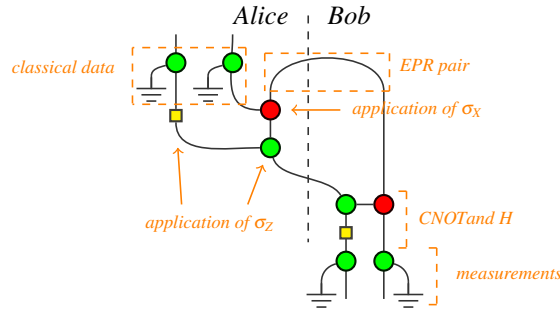 Alice Bob
classical data
EPR pair
application of σX
application of σZ
CNOTand H
measurements